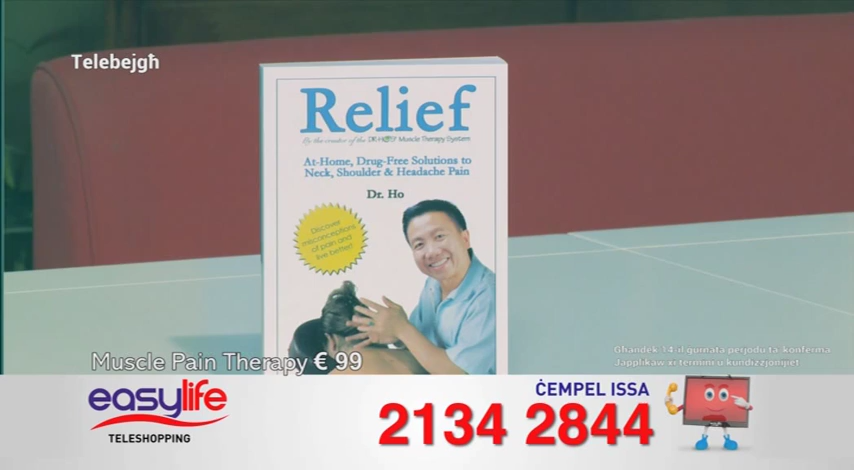 Telebejgħ
Relief
By the creator of the DR-HO'S Muscle Therapy System
At-Home, Drug-Free Solutions to
Neck, Shoulder & Headache Pain
Dr. Ho
Discover
misconceptions
of pain and
live better!
Għandek 14-il ġurnata perjodu ta' konferma
Japplikaw xi termini u kundizzjonijiet
Muscle Pain Therapy € 99
easylife
TELESHOPPING
ĊEMPEL ISSA
2134 2844